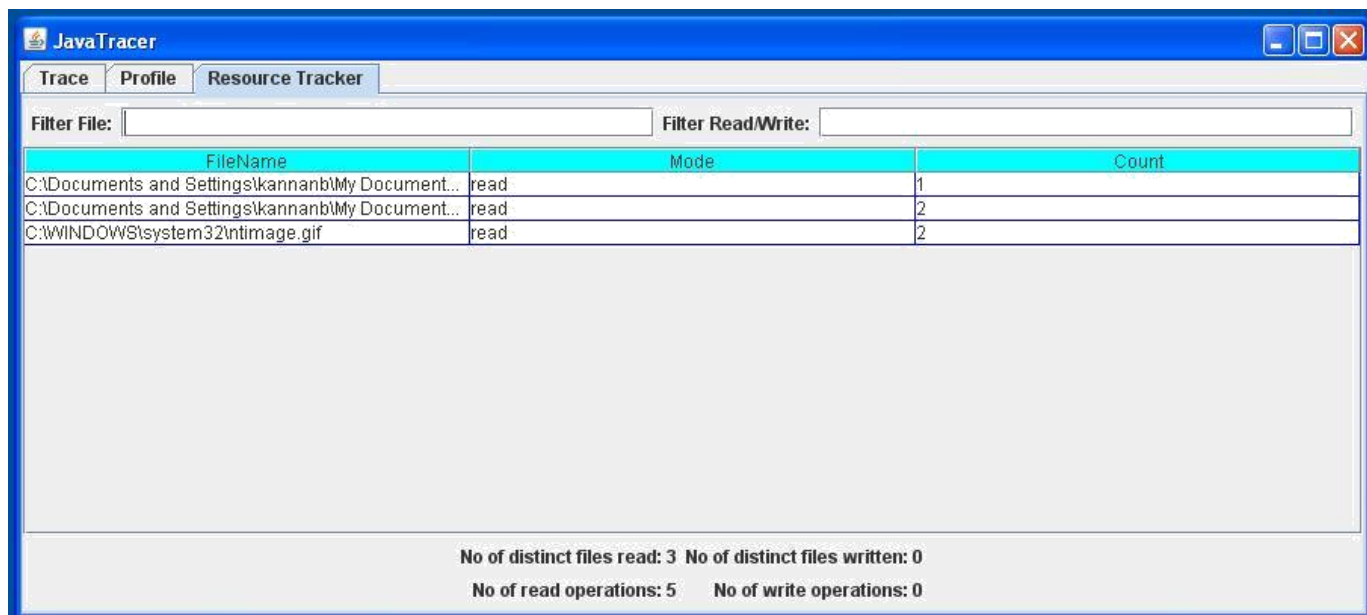 JavaTracer
Trace Profile Resource Tracker
Filter File: Filter Read/Write:
FileName Mode Count
C:\Documents and Settings\kannanb\My Document... read 1
C:\Documents and Settings\kannanb\My Document... read 2
C:\WINDOWS\system32\ntimage.gif read 2
No of distinct files read: 3 No of distinct files written: 0
No of read operations: 5 No of write operations: 0